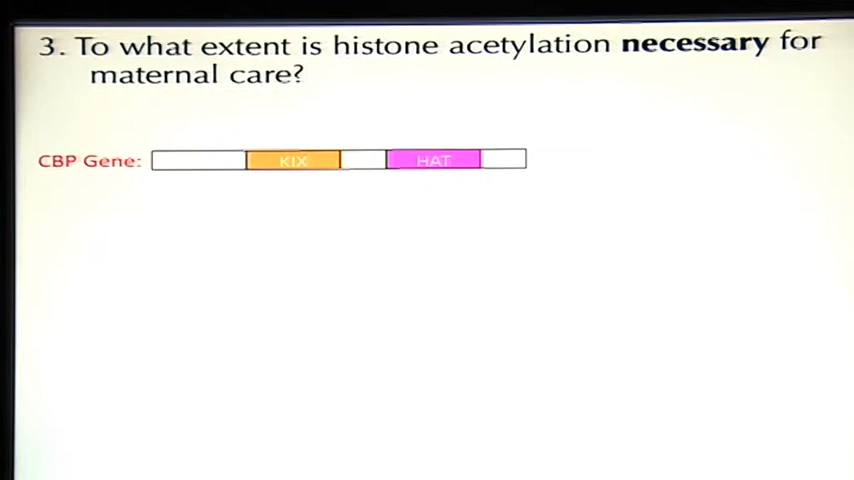 3. To what extent is histone acetylation necessary for
maternal care?
CBP Gene: KIX HAT